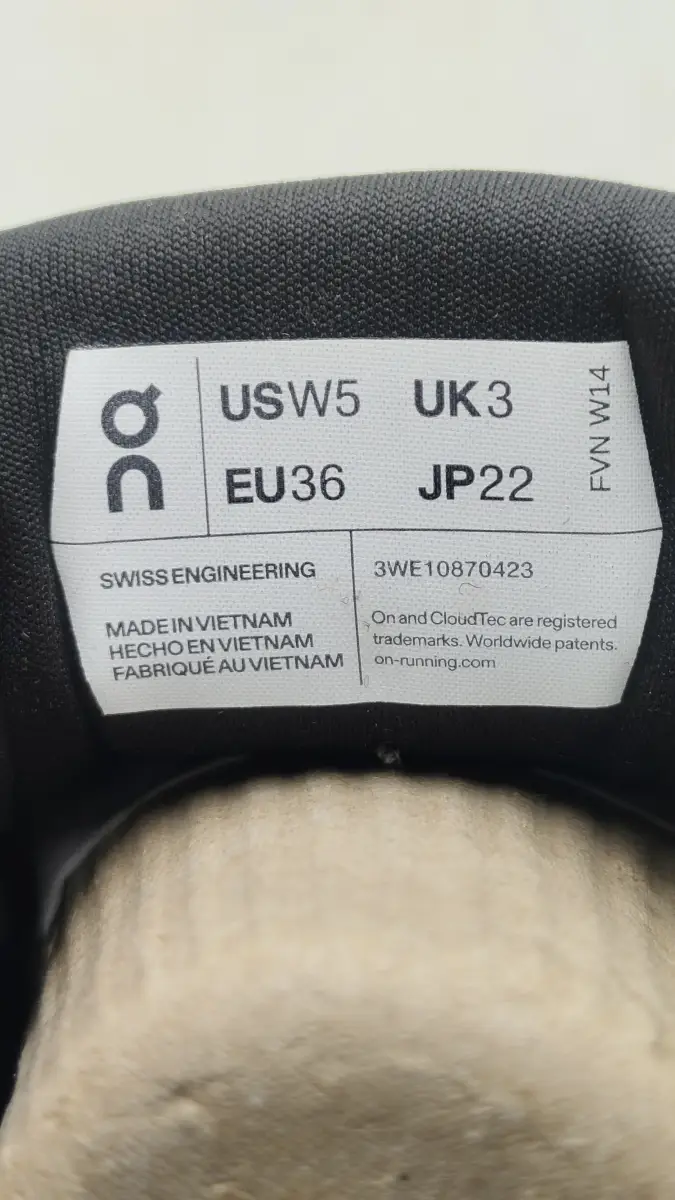 On
USW5 UK3
EU36 JP22
FVN W14
SWISS ENGINEERING
3WE10870423
MADE IN VIETNAM
HECHO EN VIETNAM
FABRIQUÉ AU VIETNAM
On and CloudTec are registered
trademarks. Worldwide patents.
on-running.com